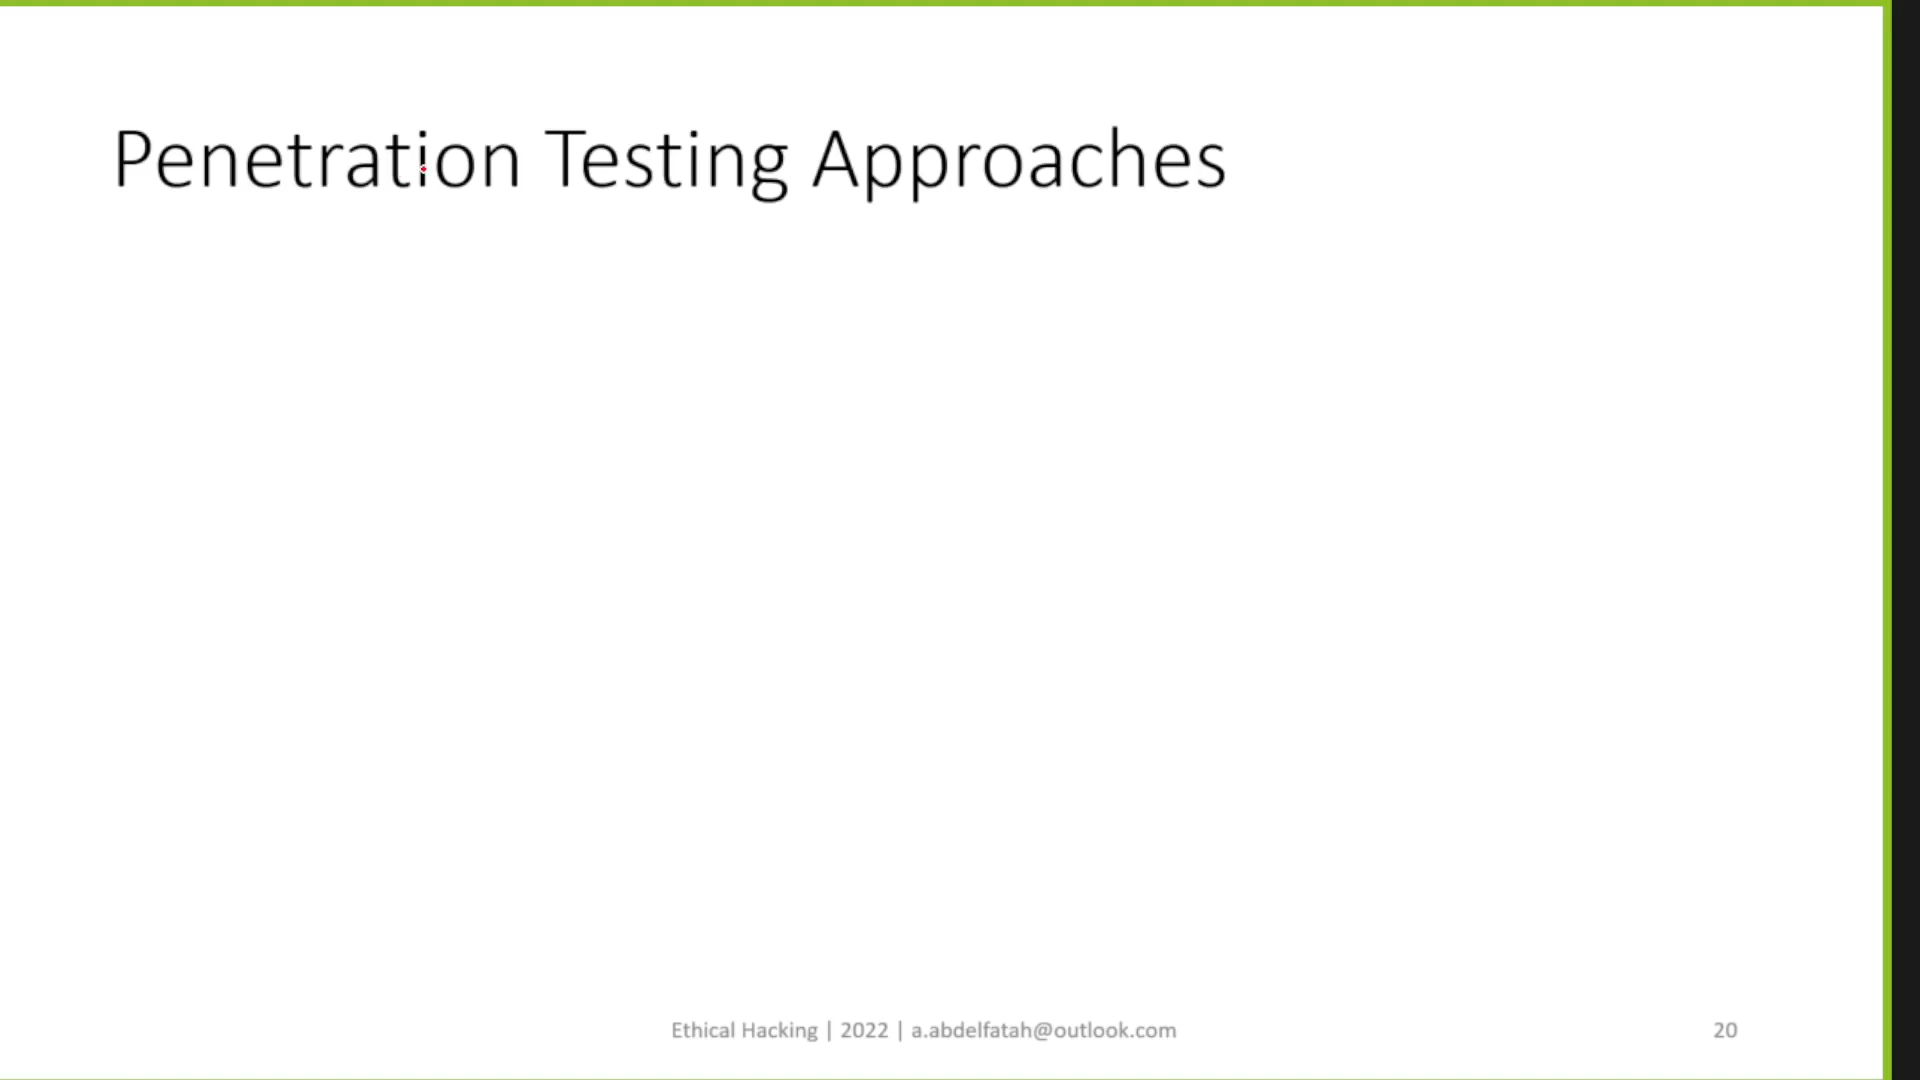 Penetration Testing Approaches
Ethical Hacking | 2022 | a.abdelfatah@outlook.com
20